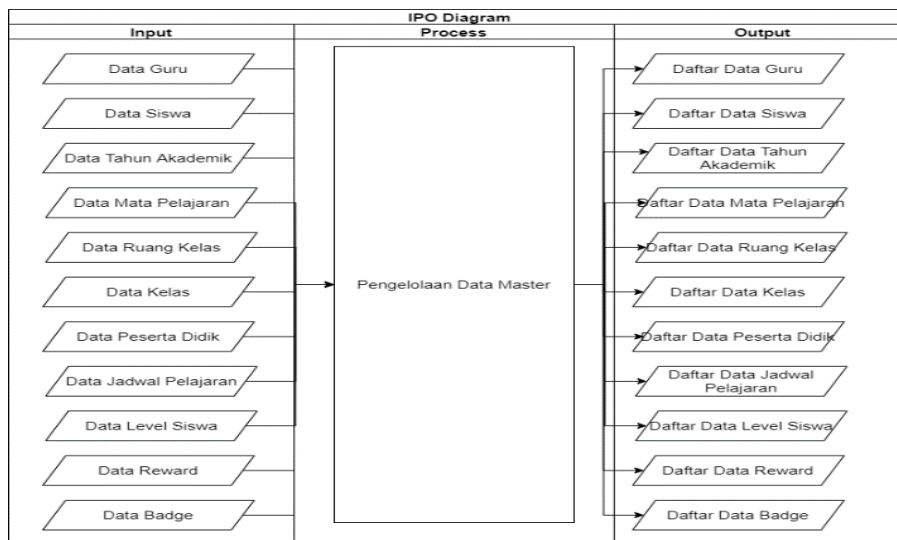 IPO Diagram
Input
Process
Output
Data Guru
Data Siswa
Data Tahun Akademik
Data Mata Pelajaran
Data Ruang Kelas
Data Kelas
Data Peserta Didik
Data Jadwal Pelajaran
Data Level Siswa
Data Reward
Data Badge
Pengelolaan Data Master
Daftar Data Guru
Daftar Data Siswa
Daftar Data Tahun
Akademik
Daftar Data Mata Pelajaran
Daftar Data Ruang Kelas
Daftar Data Kelas
Daftar Data Peserta Didik
Daftar Data Jadwal
Pelajaran
Daftar Data Level Siswa
Daftar Data Reward
Daftar Data Badge